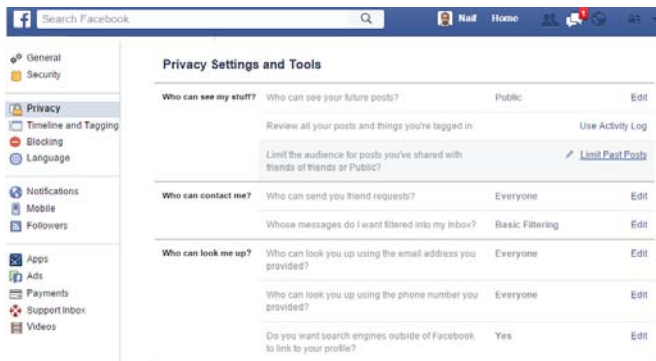 f Search Facebook Naif Home 1
General
Security
Privacy
Timeline and Tagging
Blocking
Language
Notifications
Mobile
Followers
Apps
Ads
Payments
Support Inbox
Videos
Privacy Settings and Tools
Who can see my stuff? Who can see your future posts? Public Edit
Review all your posts and things you're tagged in Use Activity Log
Limit the audience for posts you've shared with
friends of friends or Public? Limit Past Posts
Who can contact me? Who can send you friend requests? Everyone Edit
Whose messages do I want filtered into my Inbox? Basic Filtering Edit
Who can look me up? Who can look you up using the email address you
provided? Everyone Edit
Who can look you up using the phone number you
provided? Everyone Edit
Do you want search engines outside of Facebook
to link to your profile? Yes Edit